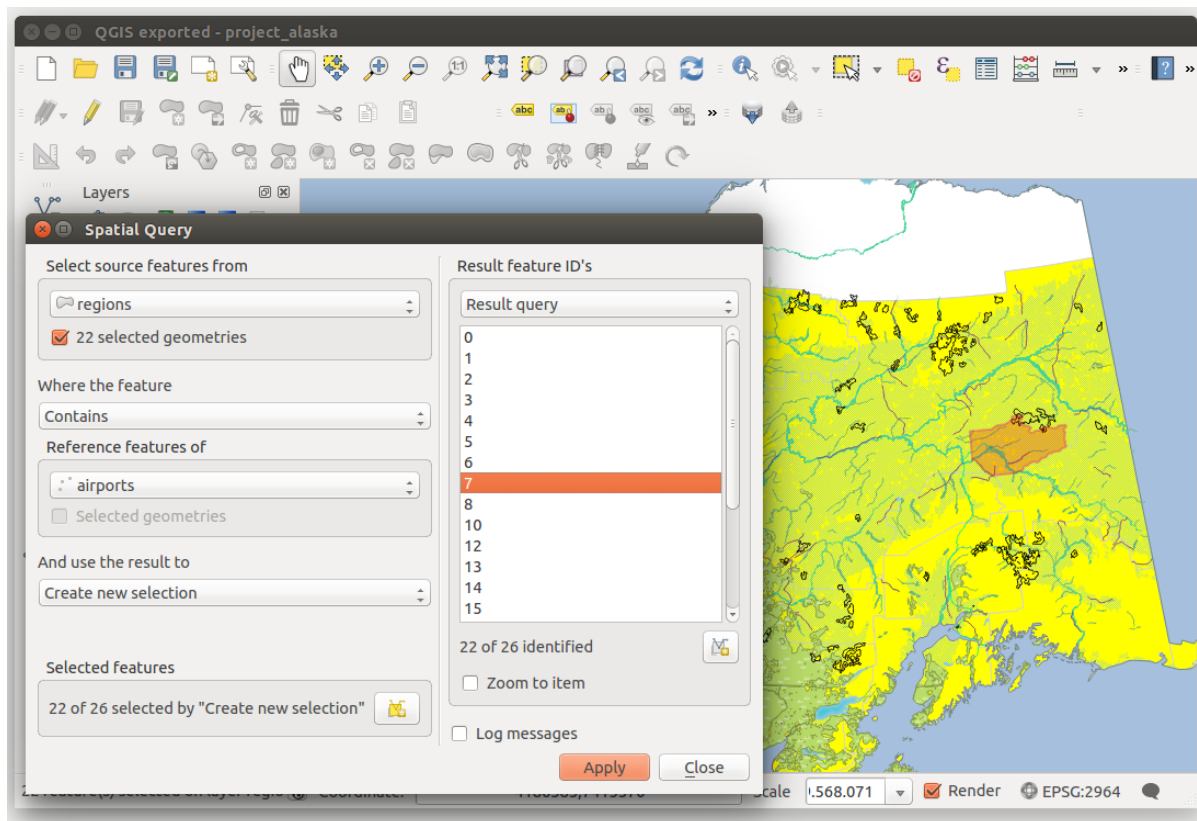 QGIS exported - project_alaska
Layers
Spatial Query
Select source features from
regions
22 selected geometries
Where the feature
Contains
Reference features of
airports
Selected geometries
And use the result to
Create new selection
Selected features
22 of 26 selected by "Create new selection"
Result feature ID's
Result query
0
1
2
3
4
5
6
7
8
10
12
13
14
15
22 of 26 identified
Zoom to item
Log messages
Apply
Close
Scale
.568.071
Render
EPSG:2964